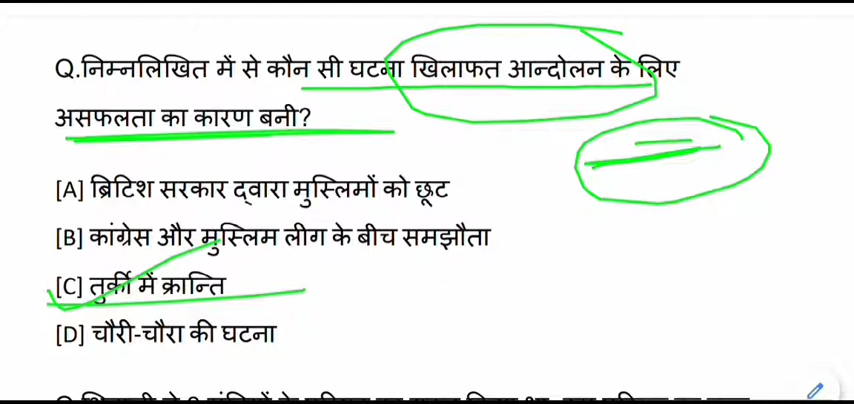 Q.निम्नलिखित में से कौन सी घटना खिलाफत आन्दोलन के लिए
असफलता का कारण बनी?
[A] ब्रिटिश सरकार द्वारा मुस्लिमों को छूट
[B] कांग्रेस और मुस्लिम लीग के बीच समझौता
[C] तुर्की में क्रान्ति
[D] चौरी-चौरा की घटना